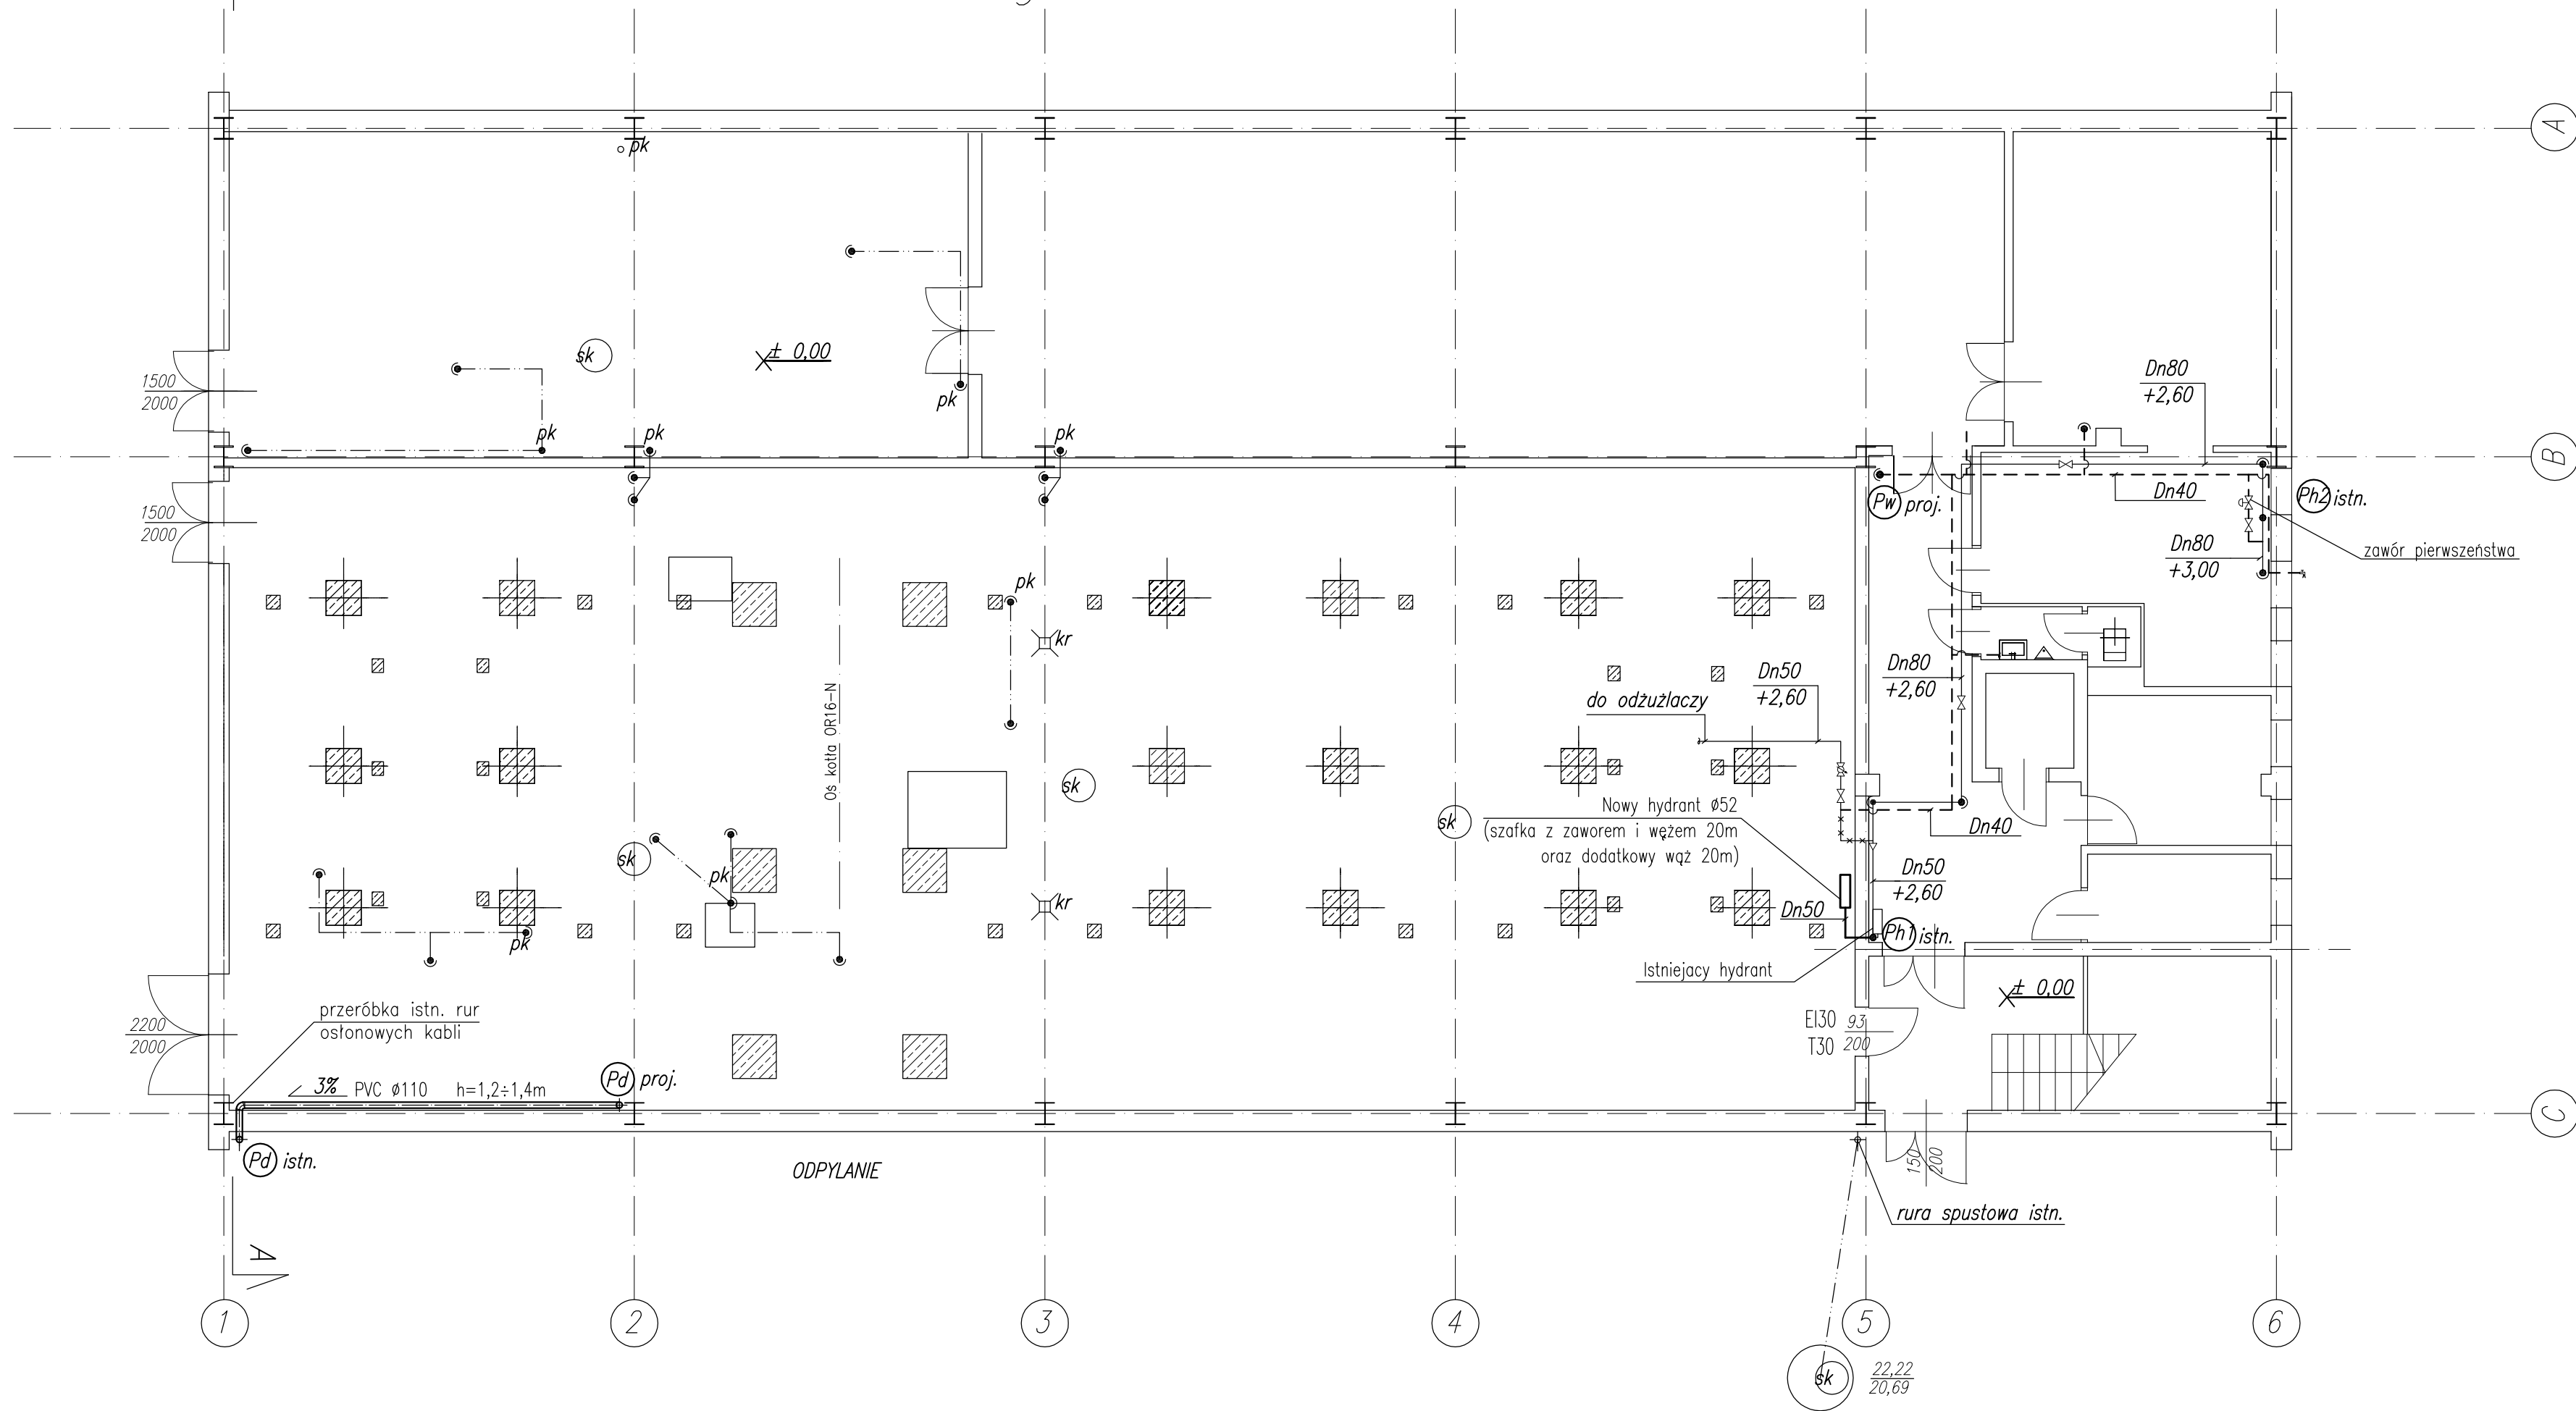 A
pk
sk
± 0,00
pk
1500
2000
Dn80
+2,60
pk
pk
pk
B
1500
2000
Pw proj.
Dn40
Ph2 istn.
Dn80
+3,00
zawór pierwszeństwa
pk
kr
Oś kotła OR16-N
Dn50
+2,60
do odżużlaczy
Dn80
+2,60
sk
Nowy hydrant ø52
(szafka z zaworem i wężem 20m
oraz dodatkowy wąż 20m)
sk
Dn40
sk
pk
Dn50
+2,60
kr
Dn50
pk
Ph1 istn.
Istniejacy hydrant
± 0,00
przeróbka istn. rur
osłonowych kabli
2200
2000
EI30
T30
93
200
3% PVC ø110 h=1,2÷1,4m
Pd proj.
C
Pd istn.
ODPYLANIE
150
200
rura spustowa istn.
A
1
2
3
4
5
6
sk
22,22
20,69